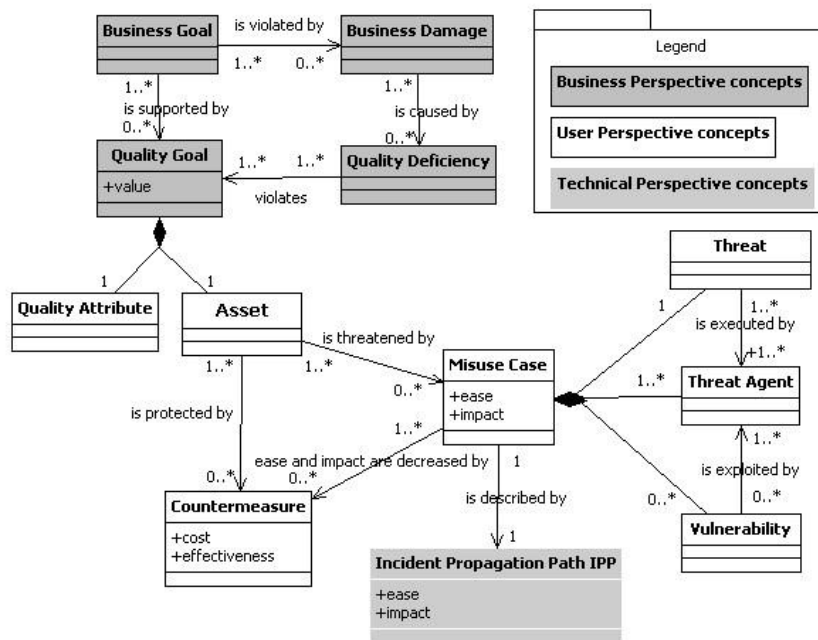 Business Goal
is violated by
Business Damage
1..*
0..*
Legend
Business Perspective concepts
User Perspective concepts
Technical Perspective concepts
1..*
is supported by
0..*
1..*
is caused by
0..*
Quality Goal
+value
1..*
1..*
violates
Quality Deficiency
Threat
1
1
Quality Attribute
Asset
1
1..*
is executed by
+1..*
is threatened by
1..*
1..*
0..*
Misuse Case
+ease
+impact
1..*
Threat Agent
is protected by
1..*
1
1..*
ease and impact are decreased by
is exploited by
0..*
0..*
0..*
0..*
Countermeasure
+cost
+effectiveness
is described by
1
Vulnerability
Incident Propagation Path IPP
+ease
+impact